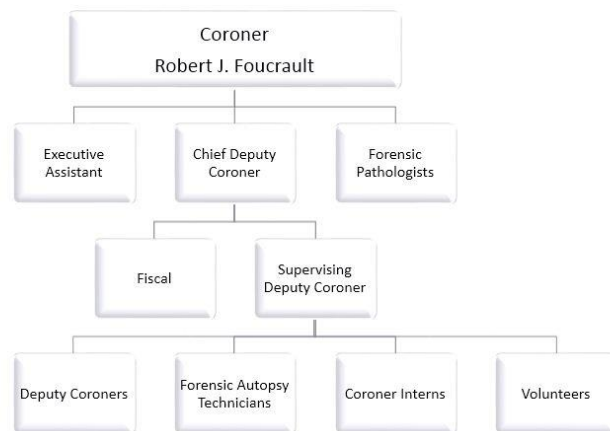 Coroner
Robert J. Foucrault
Executive
Assistant
Chief Deputy
Coroner
Forensic
Pathologists
Fiscal
Supervising
Deputy Coroner
Deputy Coroners
Forensic Autopsy
Technicians
Coroner Interns
Volunteers